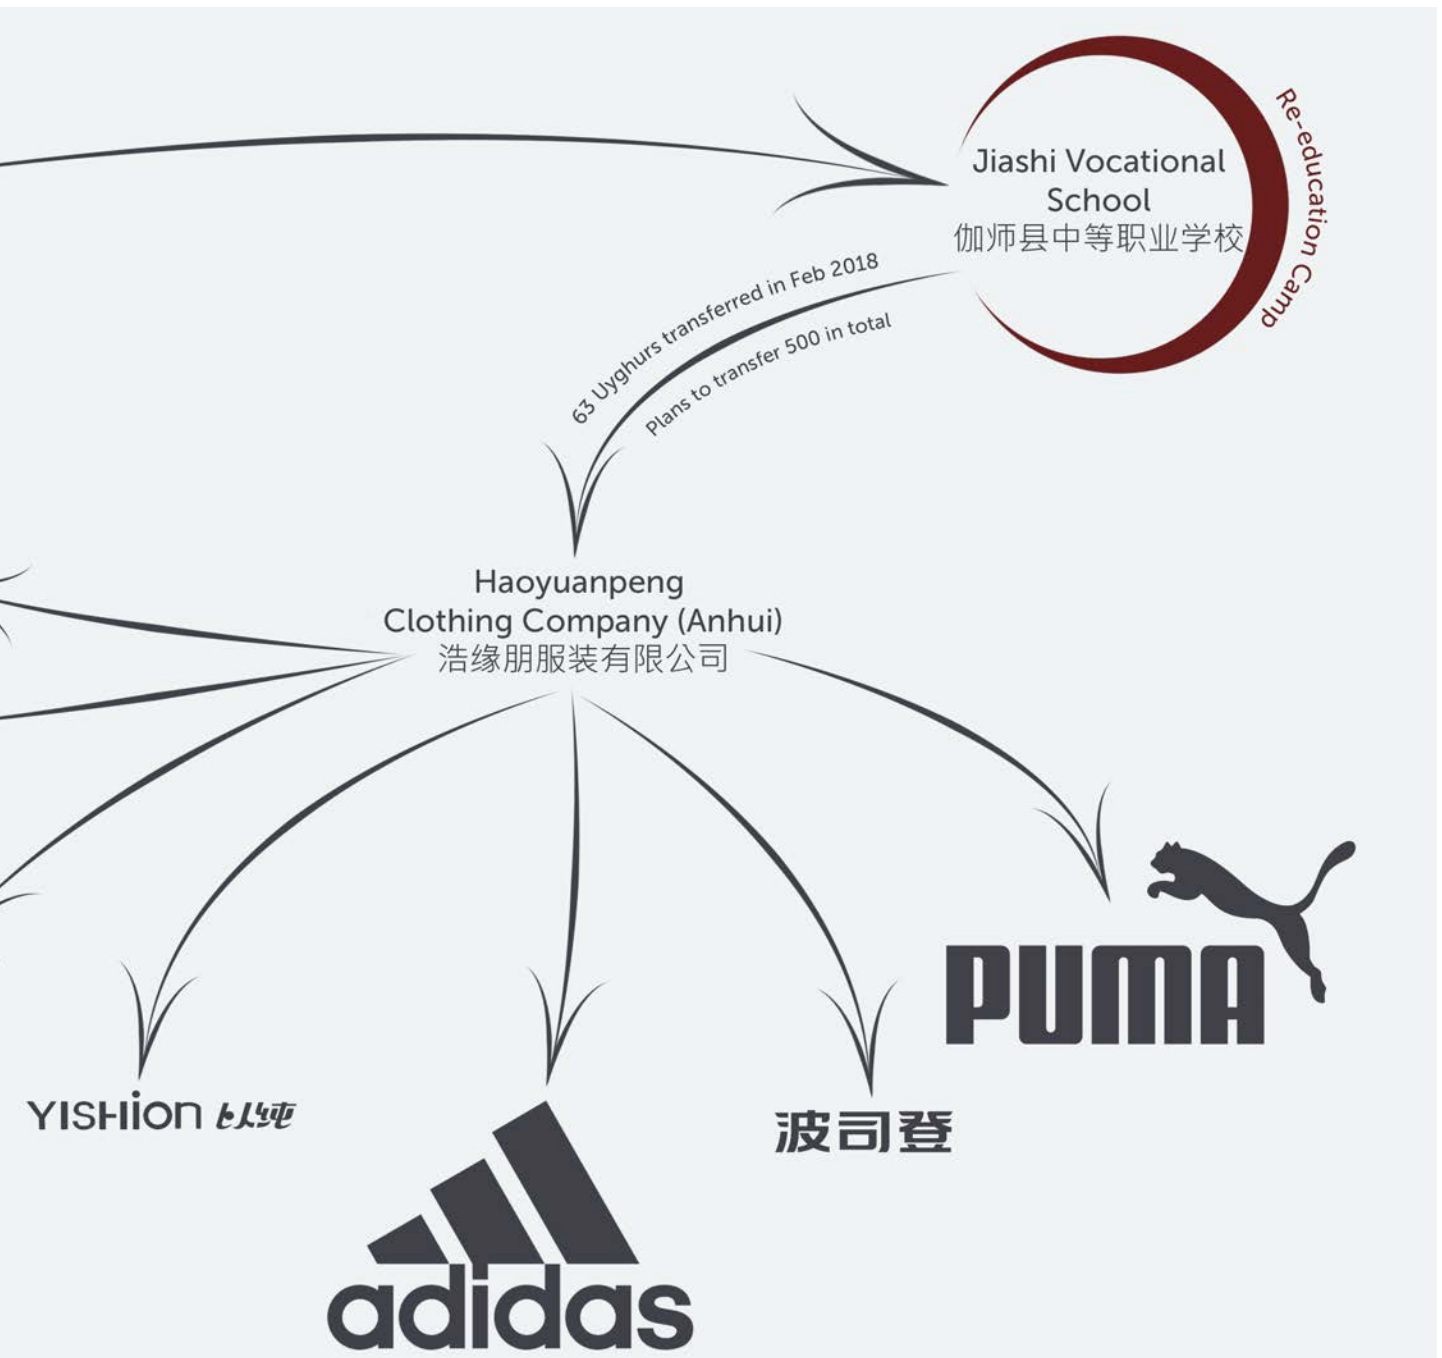 Jiashi Vocational
School
伽师县中等职业学校
Re-education Camp
63 Uyghurs transferred in Feb 2018
Plans to transfer 500 in total
Haoyuanpeng
Clothing Company (Anhui)
浩缘朋服装有限公司
PUMA
YISHion 以纯
波司登
adidas